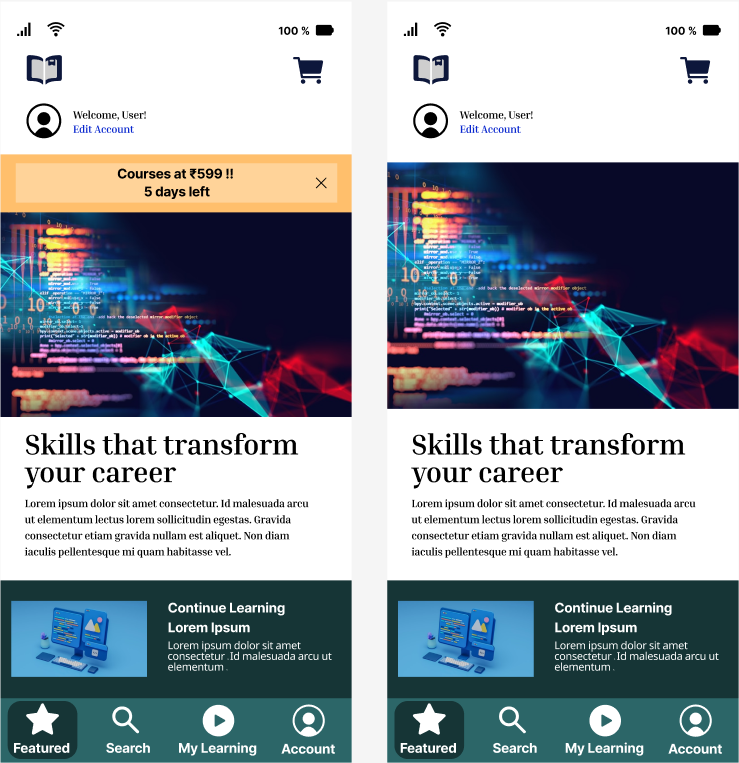 100 %
Welcome, User!
Edit Account
Courses at ₹599 !!
5 days left
Skills that transform
your career
Lorem ipsum dolor sit amet consectetur. Id malesuada arcu
ut elementum lectus lorem sollicitudin egestas. Gravida
consectetur etiam gravida nullam est aliquet. Non diam
iaculis pellentesque mi quam habitasse vel.
Continue Learning
Lorem Ipsum
Lorem ipsum dolor sit amet
consectetur .Id malesuada arcu ut
elementum .
Featured
Search
My Learning
Account
100 %
Welcome, User!
Edit Account
Skills that transform
your career
Lorem ipsum dolor sit amet consectetur. Id malesuada arcu
ut elementum lectus lorem sollicitudin egestas. Gravida
consectetur etiam gravida nullam est aliquet. Non diam
iaculis pellentesque mi quam habitasse vel.
Continue Learning
Lorem Ipsum
Lorem ipsum dolor sit amet
consectetur .Id malesuada arcu ut
elementum .
Featured
Search
My Learning
Account